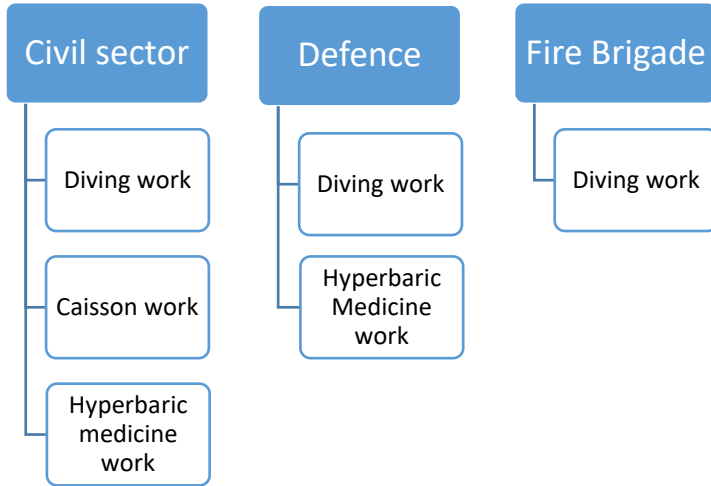 Civil sector
Diving work
Caisson work
Hyperbaric
medicine
work
Defence
Diving work
Hyperbaric
Medicine
work
Fire Brigade
Diving work